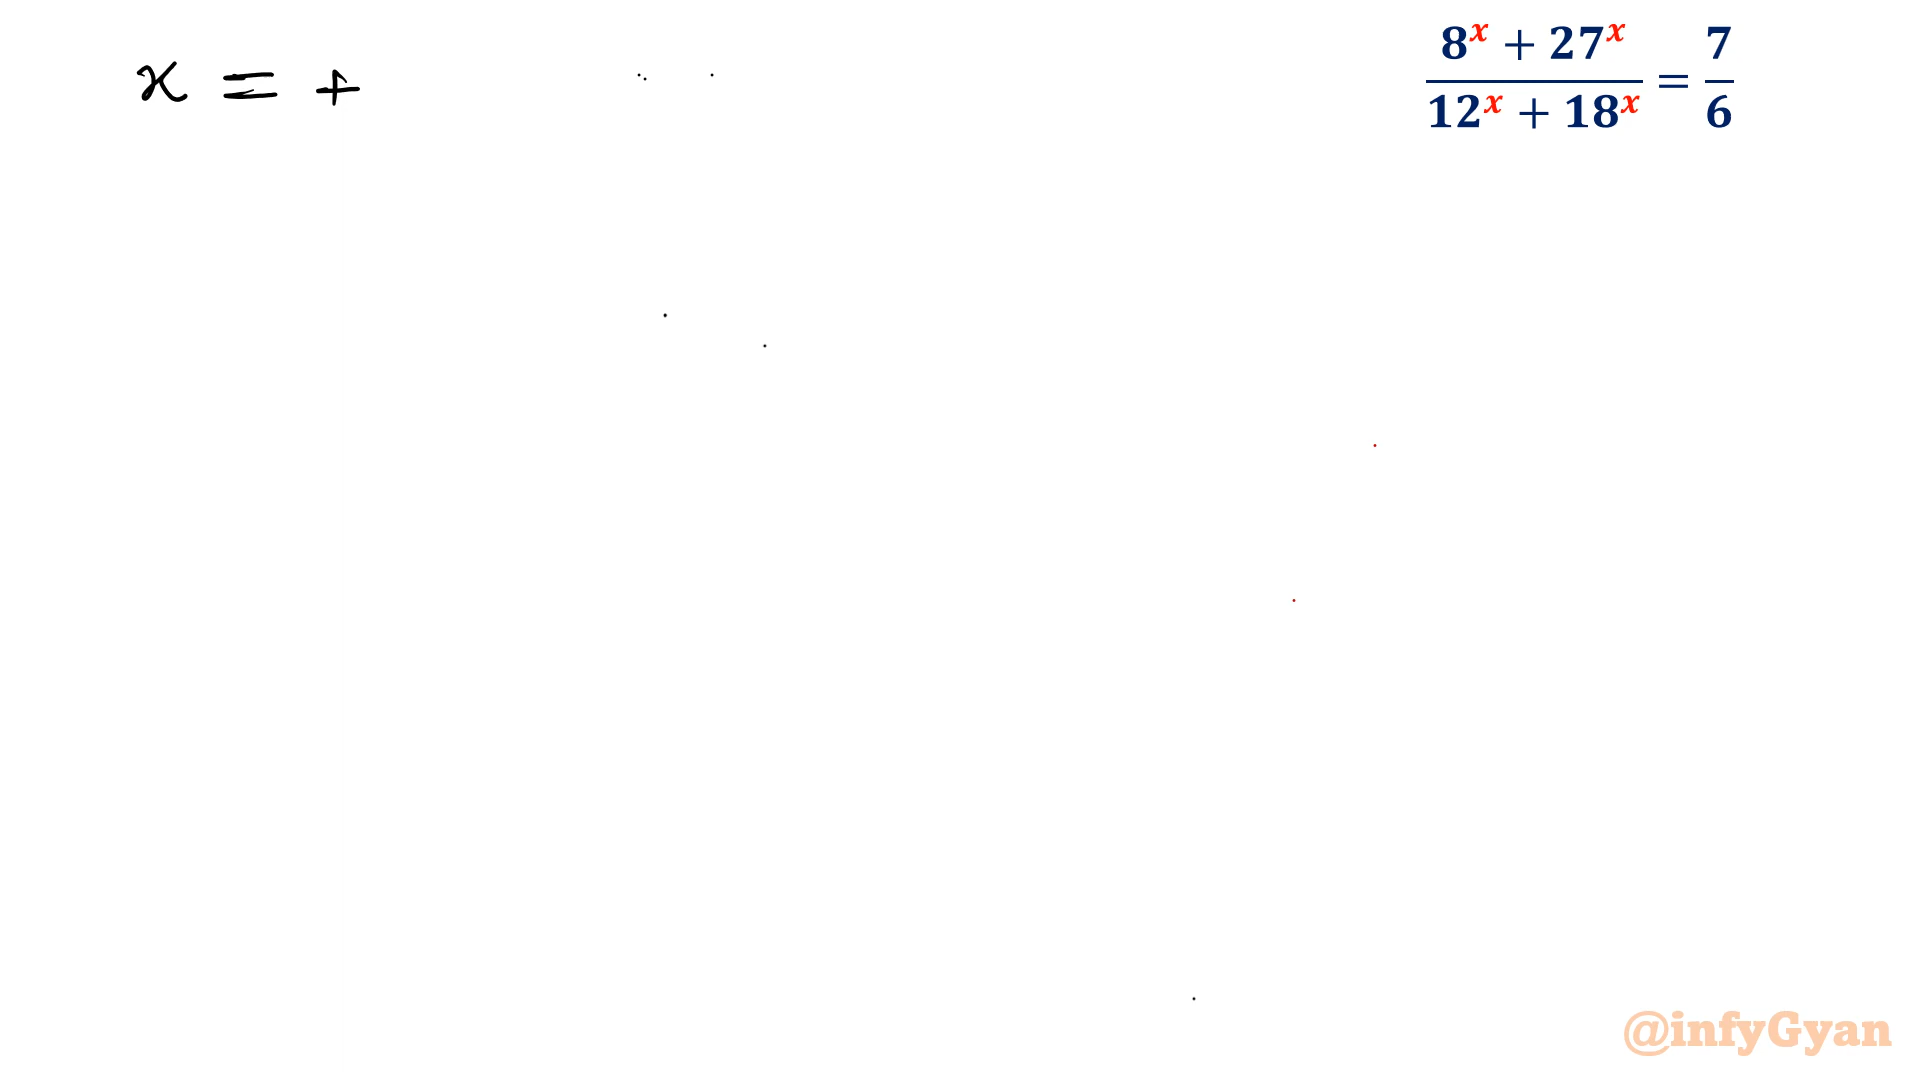 x = +
8^x + 27^x / 12^x + 18^x = 7/6
@infyGyan